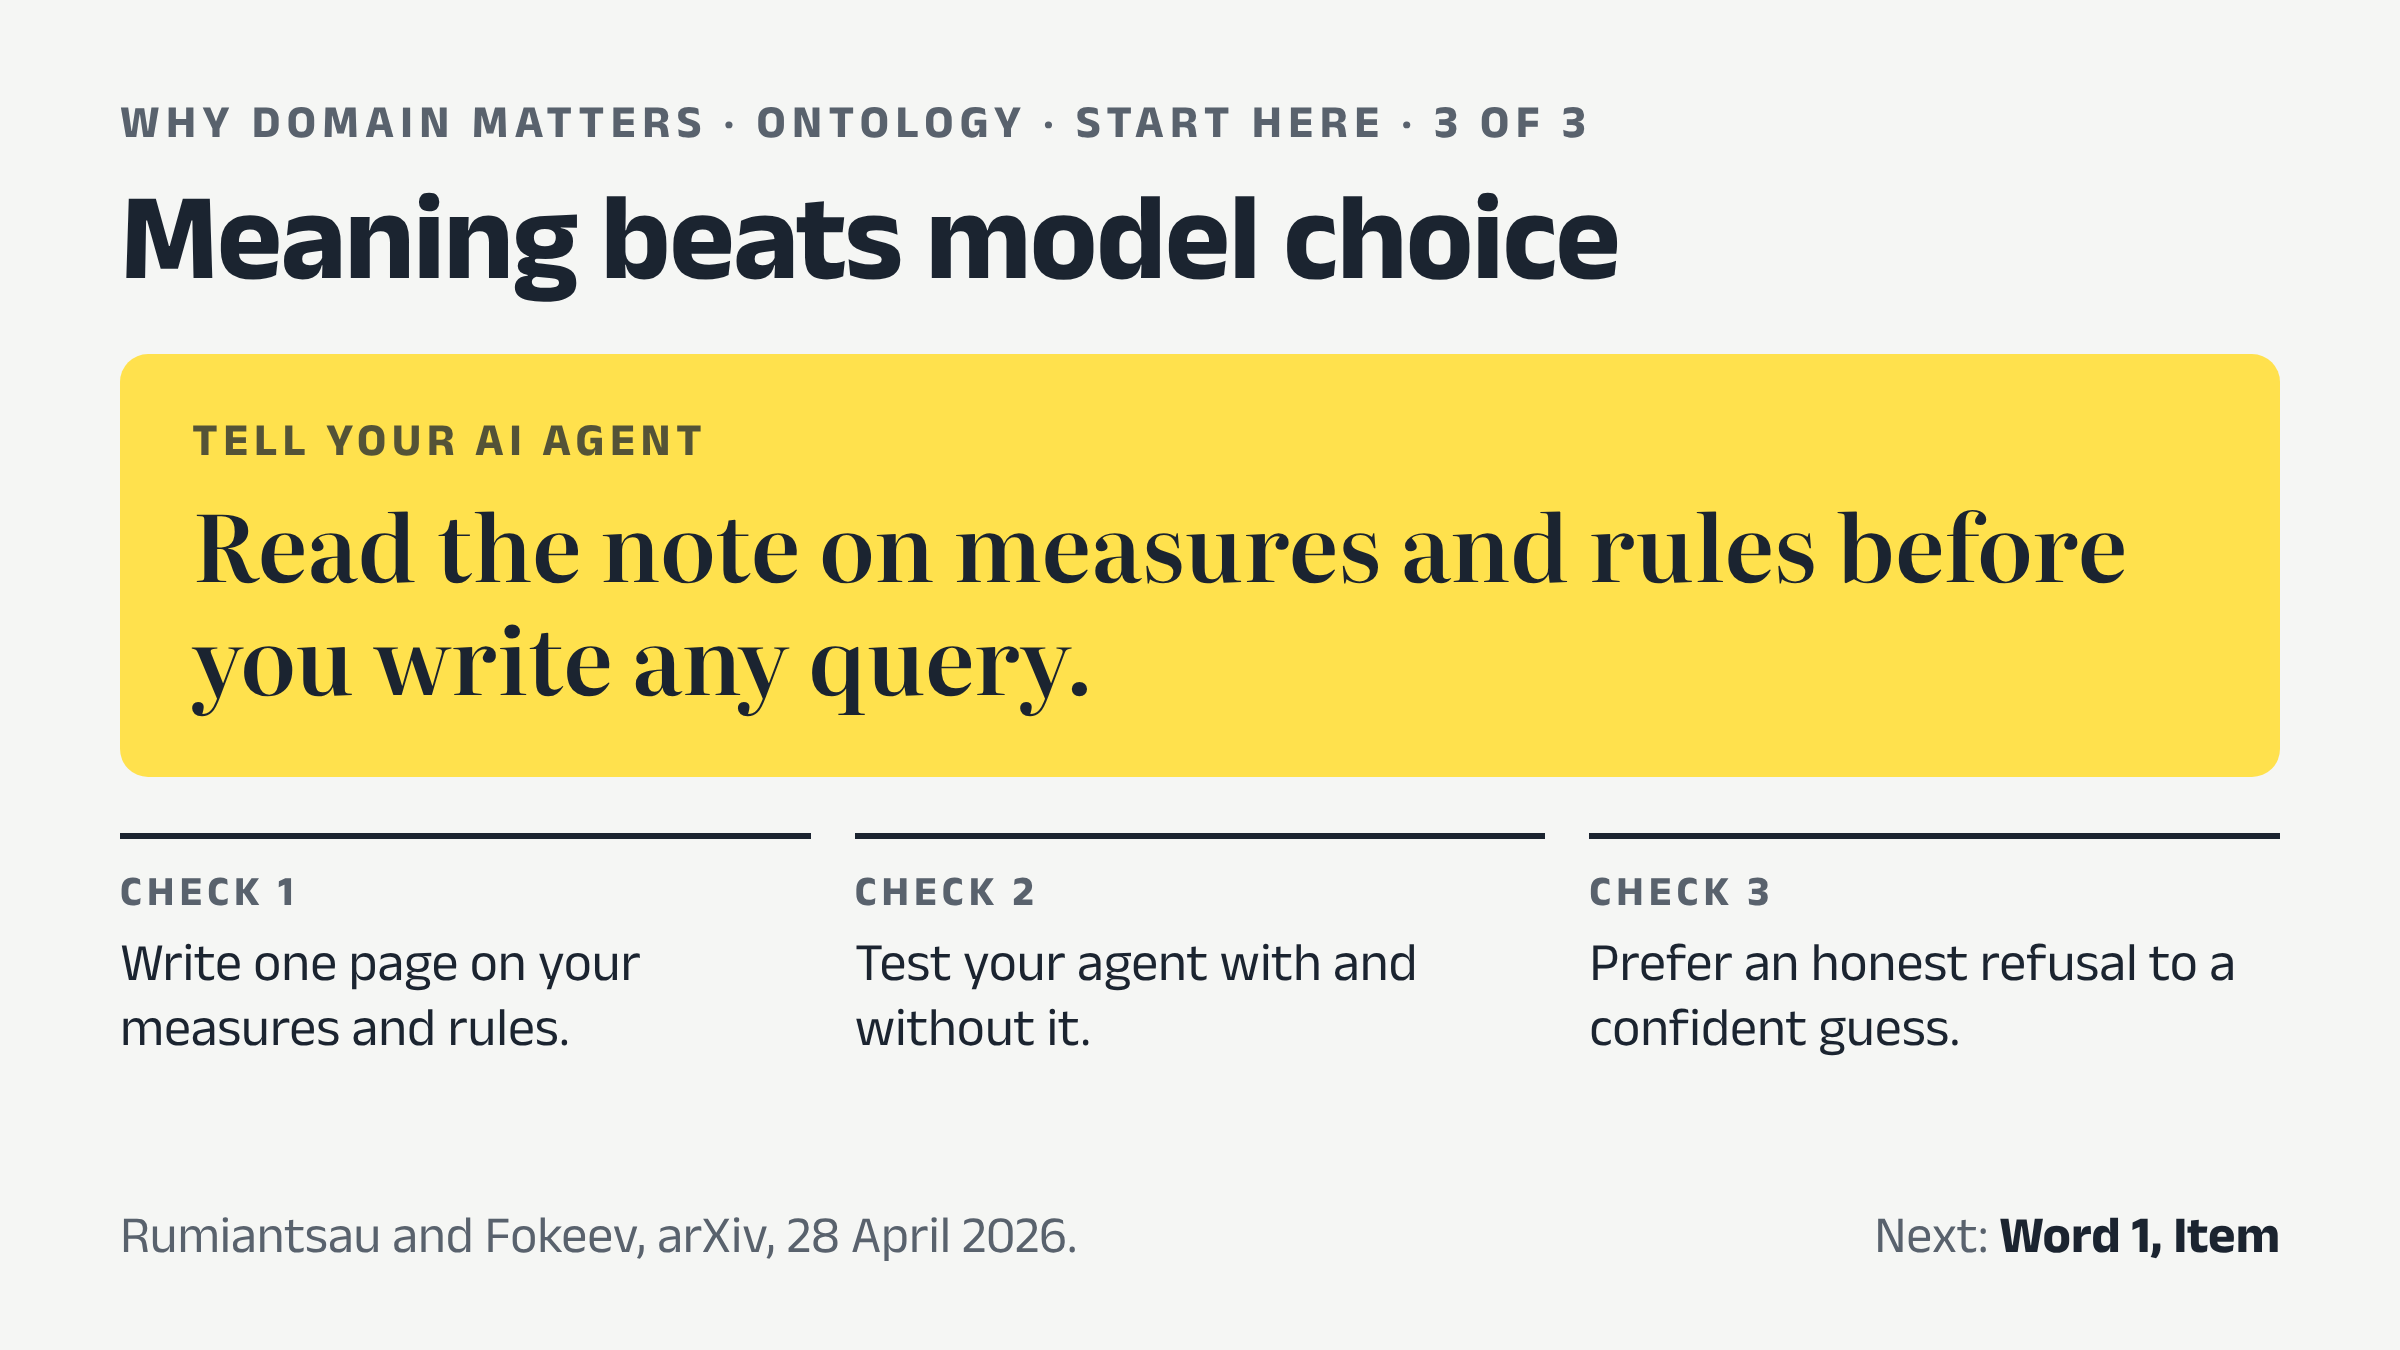 WHY DOMAIN MATTERS · ONTOLOGY · START HERE · 3 OF 3
Meaning beats model choice
TELL YOUR AI AGENT
Read the note on measures and rules before
you write any query.
CHECK 1
Write one page on your
measures and rules.
CHECK 2
Test your agent with and
without it.
CHECK 3
Prefer an honest refusal to a
confident guess.
Rumiantsau and Fokeev, arXiv, 28 April 2026.
Next: Word 1, Item